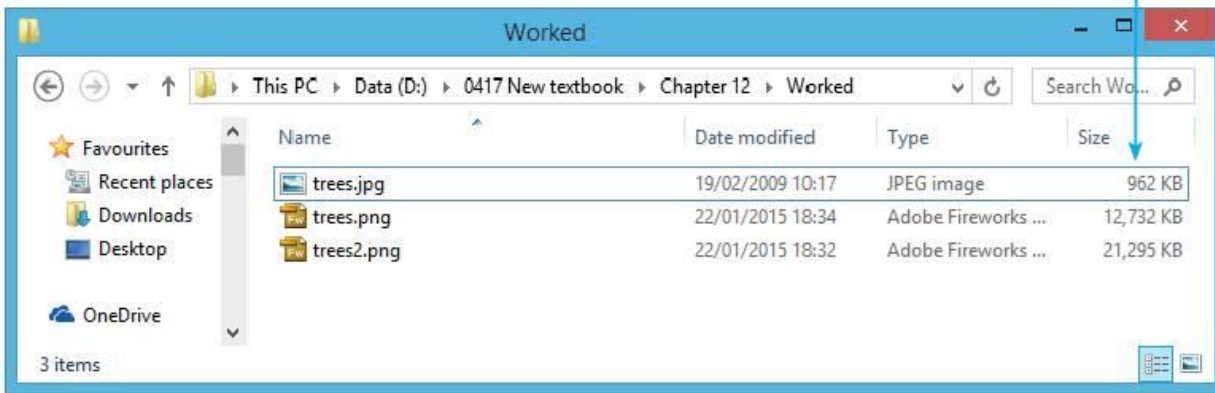 Worked
This PC ▸ Data (D:) ▸ 0417 New textbook ▸ Chapter 12 ▸ Worked
Search Wo...
Favourites
Recent places
Downloads
Desktop
OneDrive
Name Date modified Type Size
trees.jpg 19/02/2009 10:17 JPEG image 962 KB
trees.png 22/01/2015 18:34 Adobe Fireworks ... 12,732 KB
trees2.png 22/01/2015 18:32 Adobe Fireworks ... 21,295 KB
3 items